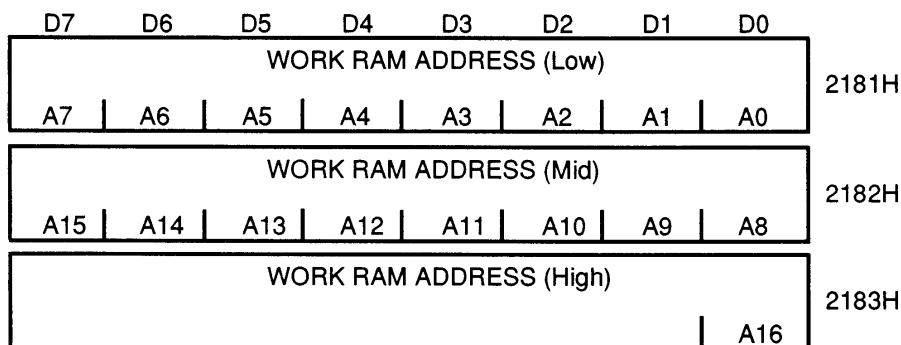 D7 D6 D5 D4 D3 D2 D1 D0
WORK RAM ADDRESS (Low)
2181H
A7 A6 A5 A4 A3 A2 A1 A0
WORK RAM ADDRESS (Mid)
2182H
A15 A14 A13 A12 A11 A10 A9 A8
WORK RAM ADDRESS (High)
2183H
A16